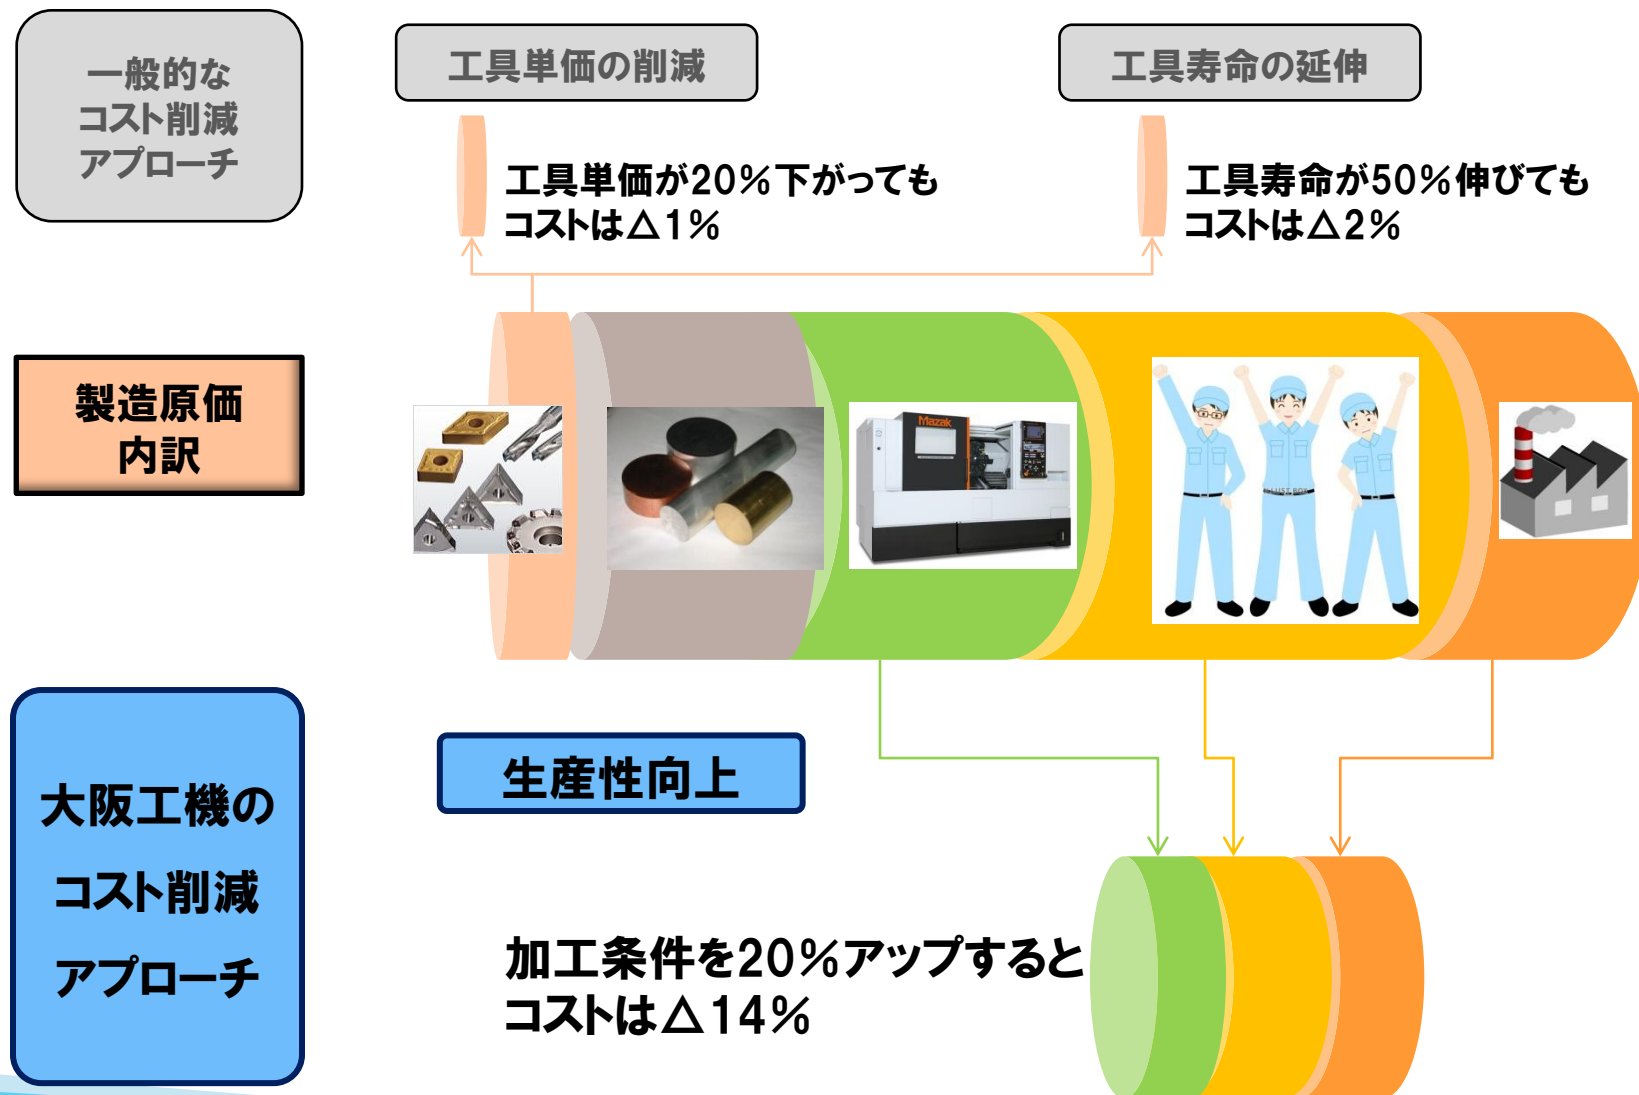 一般的な
コスト削減
アプローチ
工具単価の削減
工具寿命の延伸
工具単価が20%下がっても
コストは△1%
工具寿命が50%伸びても
コストは△2%
製造原価
内訳
Mazak
ILLUST BOX
大阪工機の
コスト削減
アプローチ
生産性向上
加工条件を20%アップすると
コストは△14%